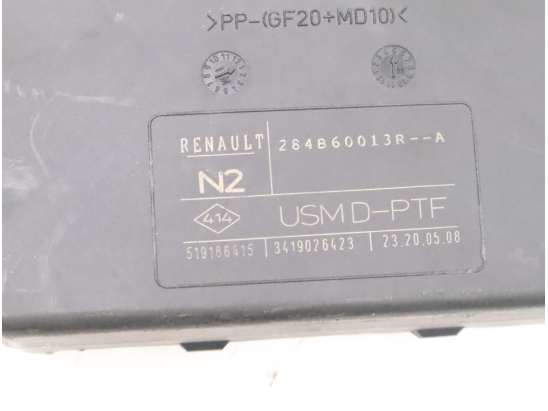 >PP-(GF20+MD10)<
RENAULT 284B60013R--A
N2
414 USM D-PTF
519186415 3419026423 23.20.05.08